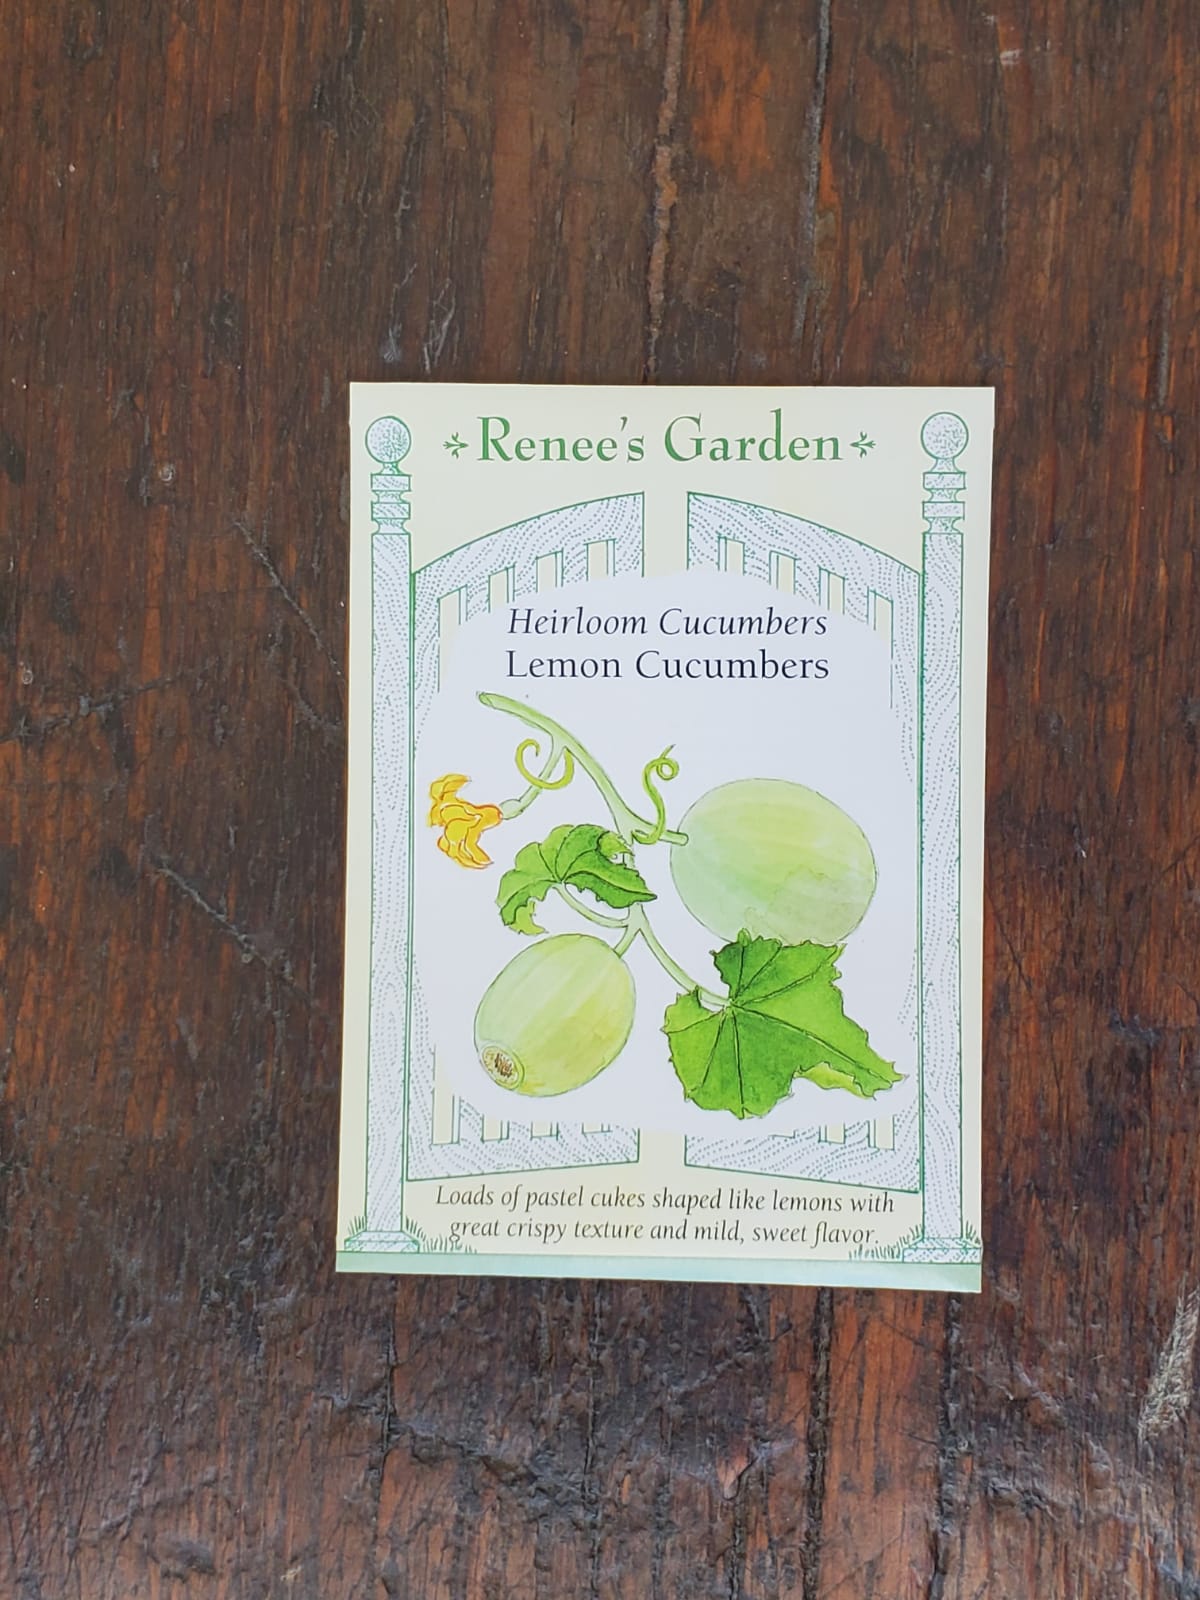 Renee's Garden
Heirloom Cucumbers
Lemon Cucumbers
Loads of pastel cukes shaped like lemons with
great crispy texture and mild, sweet flavor.